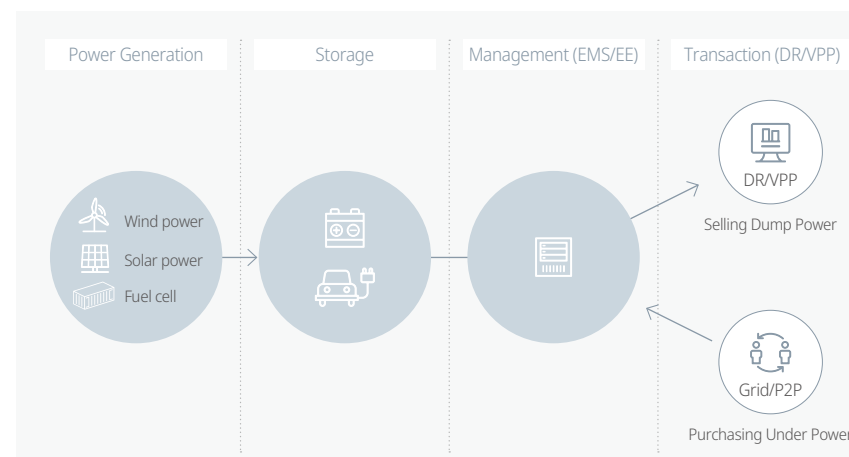 Power Generation
Storage
Management (EMS/EE)
Transaction (DR/VPP)
Wind power
Solar power
Fuel cell
DR/VPP
Selling Dump Power
Grid/P2P
Purchasing Under Power